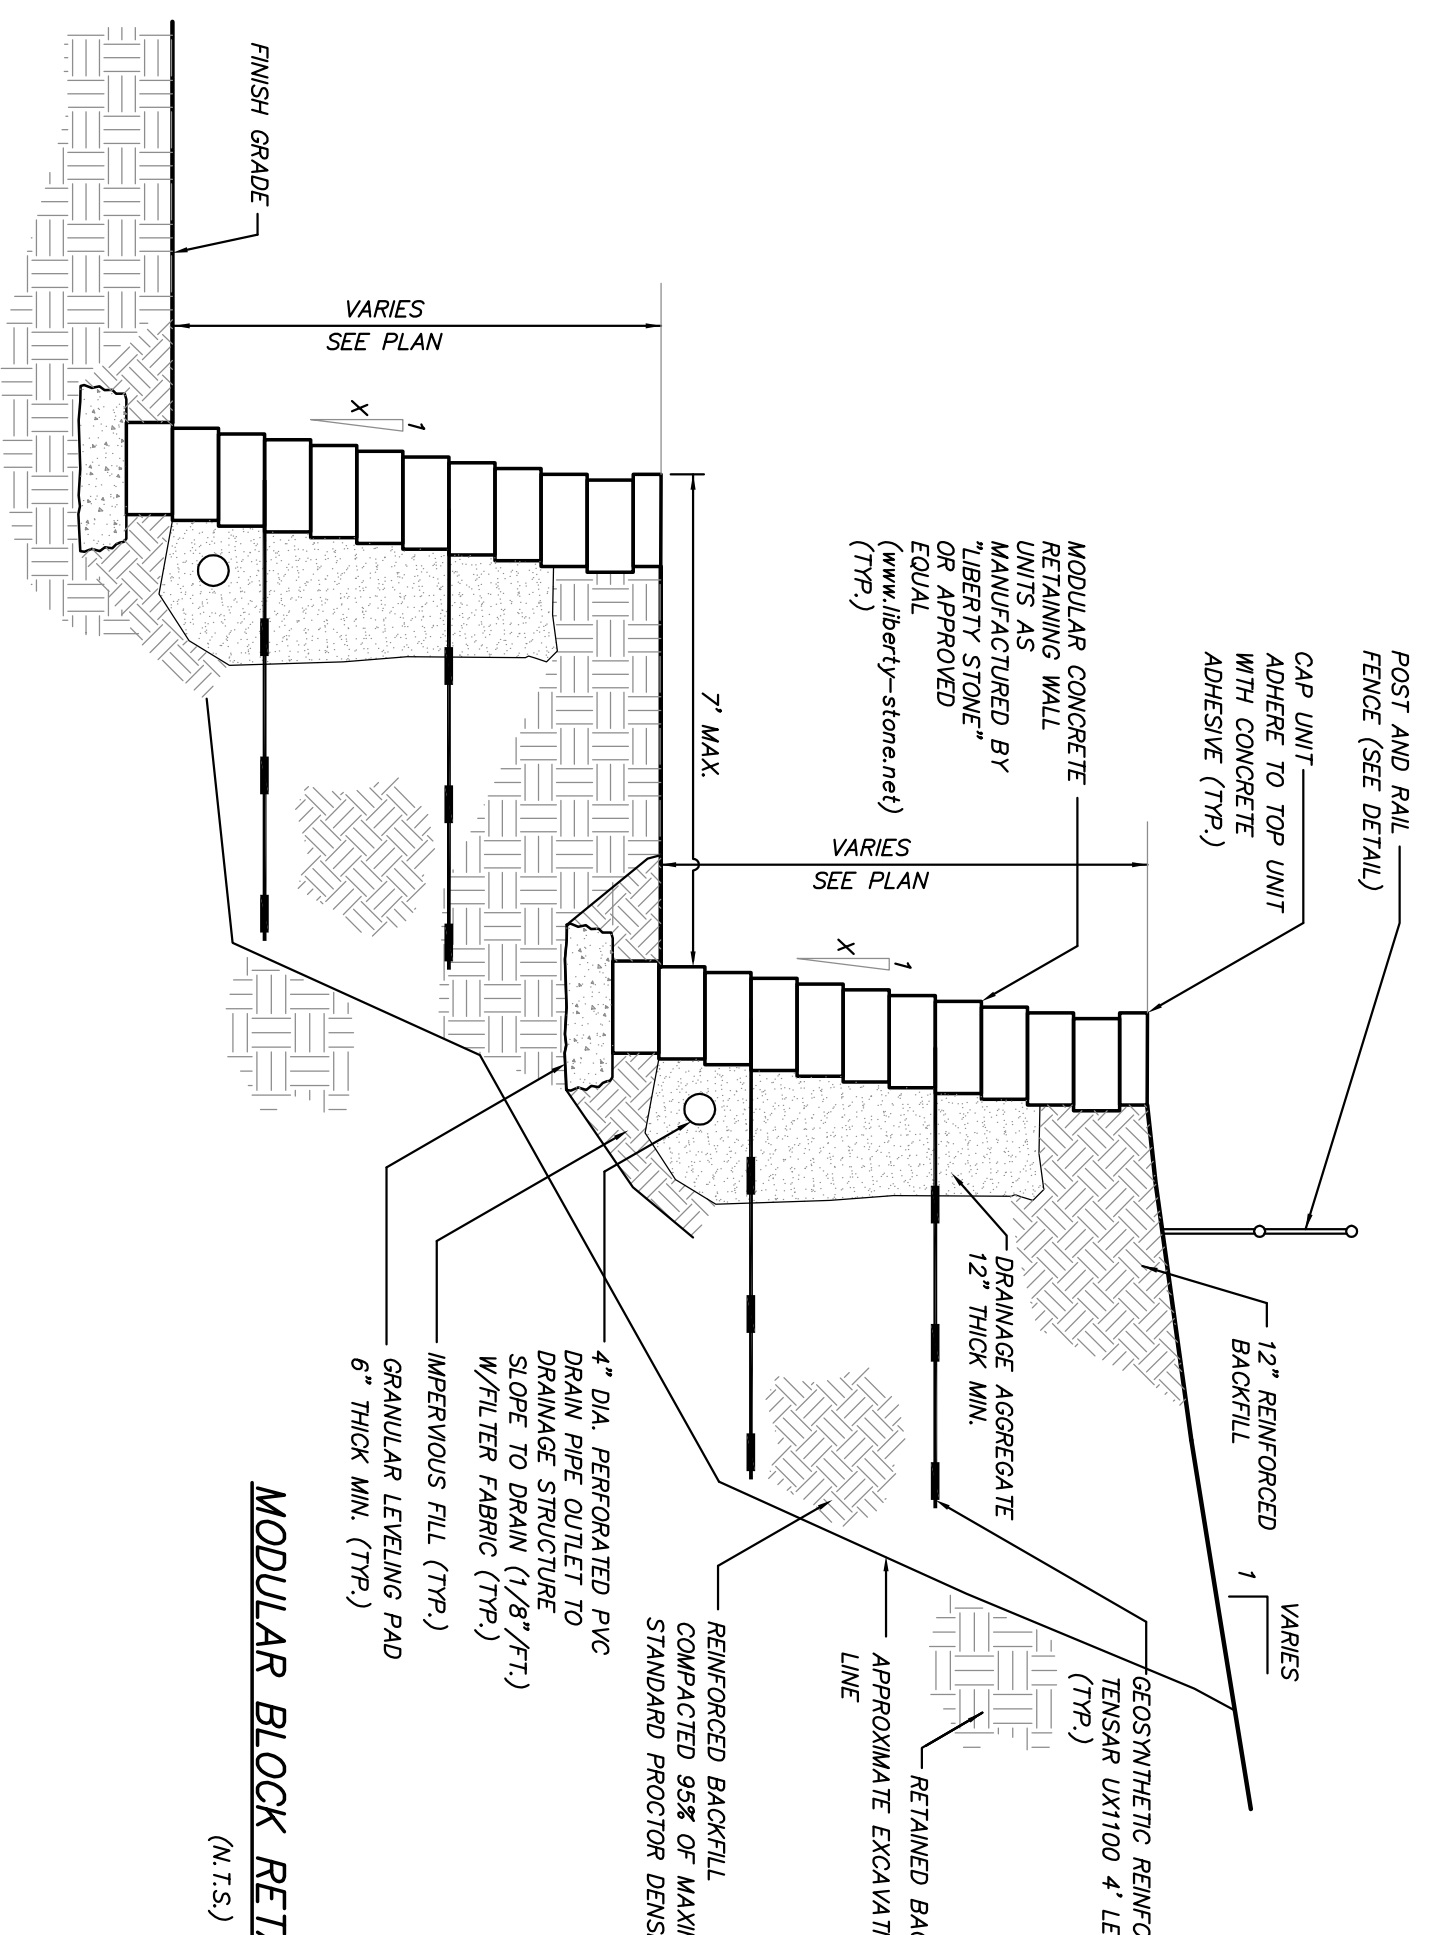 POST AND RAIL
FENCE (SEE DETAIL)
CAP UNIT
ADHERE TO TOP UNIT
WITH CONCRETE
ADHESIVE (TYP.)
MODULAR CONCRETE
RETAINING WALL
UNITS AS
MANUFACTURED BY
"LIBERTY STONE"
OR APPROVED
EQUAL
(www.liberty-stone.net)
(TYP.)
FINISH GRADE
VARIES
SEE PLAN
1
X
7' MAX.
VARIES
SEE PLAN
1
X
12" REINFORCED
BACKFILL
1
VARIES
DRAINAGE AGGREGATE
12" THICK MIN.
GEOSYNTHETIC REINFO
TENSAR UX1100 4' LE
(TYP.)
RETAINED BAC
APPROXIMATE EXCAVATI
LINE
REINFORCED BACKFILL
COMPACTED 95% OF MAXI
STANDARD PROCTOR DENS
4" DIA. PERFORATED PVC
DRAIN PIPE OUTLET TO
DRAINAGE STRUCTURE
SLOPE TO DRAIN (1/8"/FT.)
W/FILTER FABRIC (TYP.)
IMPERVIOUS FILL (TYP.)
GRANULAR LEVELING PAD
6" THICK MIN. (TYP.)
MODULAR BLOCK RET
(N.T.S.)